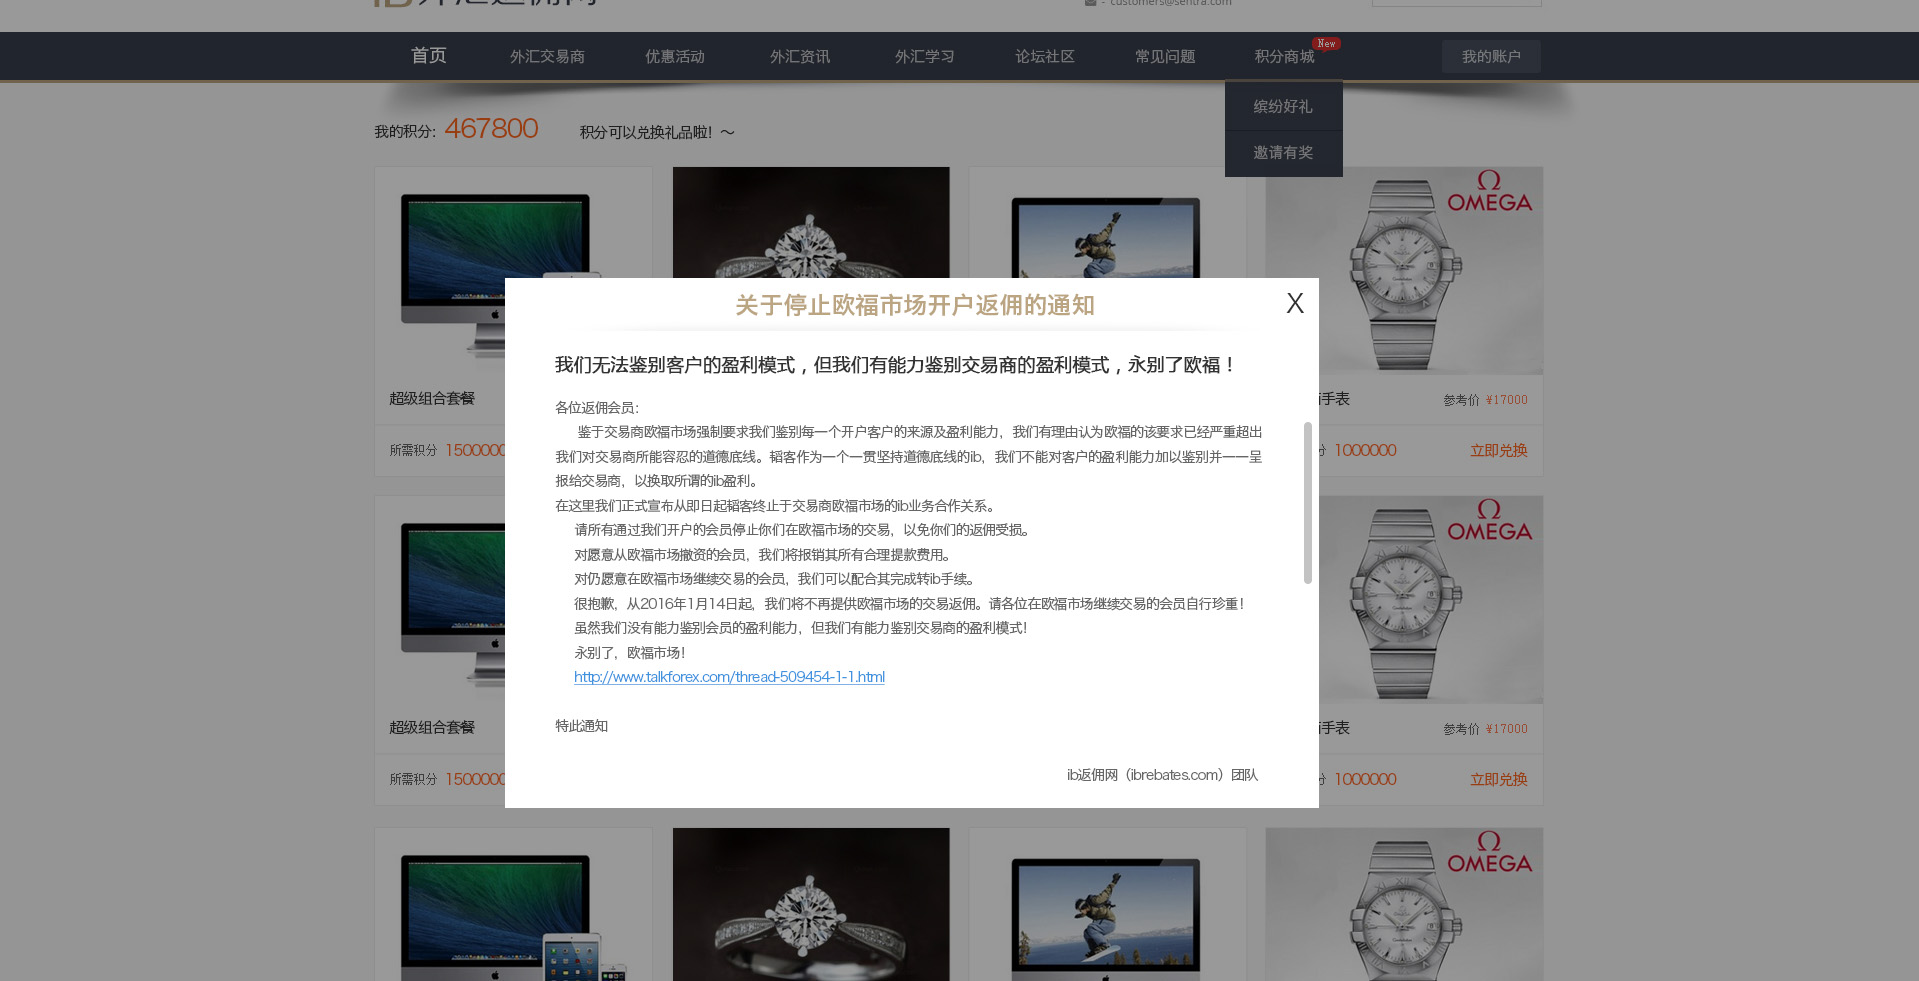 - customers@sentra.com
首页 外汇交易商 优惠活动 外汇资讯 外汇学习 论坛社区 常见问题 积分商城 New 我的账户
缤纷好礼
邀请有奖
我的积分: 467800 积分可以兑换礼品啦! ～
OMEGA
关于停止欧福市场开户返佣的通知 X
我们无法鉴别客户的盈利模式，但我们有能力鉴别交易商的盈利模式，永别了欧福！
各位返佣会员:
鉴于交易商欧福市场强制要求我们鉴别每一个开户客户的来源及盈利能力，我们有理由认为欧福的该要求已经严重超出
我们对交易商所能容忍的道德底线。韬客作为一个一贯坚持道德底线的ib，我们不能对客户的盈利能力加以鉴别并一一呈
报给交易商，以换取所谓的ib盈利。
在这里我们正式宣布从即日起韬客终止于交易商欧福市场的ib业务合作关系。
请所有通过我们开户的会员停止你们在欧福市场的交易，以免你们的返佣受损。
对愿意从欧福市场撤资的会员，我们将报销其所有合理提款费用。
对仍愿意在欧福市场继续交易的会员，我们可以配合其完成转ib手续。
很抱歉，从2016年1月14日起，我们将不再提供欧福市场的交易返佣。请各位在欧福市场继续交易的会员自行珍重!
虽然我们没有能力鉴别会员的盈利能力，但我们有能力鉴别交易商的盈利模式!
永别了，欧福市场!
http://www.talkforex.com/thread-509454-1-1.html
特此通知
ib返佣网（ibrebates.com）团队
超级组合套餐 手表 参考价 ¥17000
所需积分 1500000 分 1000000 立即兑换
OMEGA
超级组合套餐 手表 参考价 ¥17000
所需积分 1500000 分 1000000 立即兑换
OMEGA